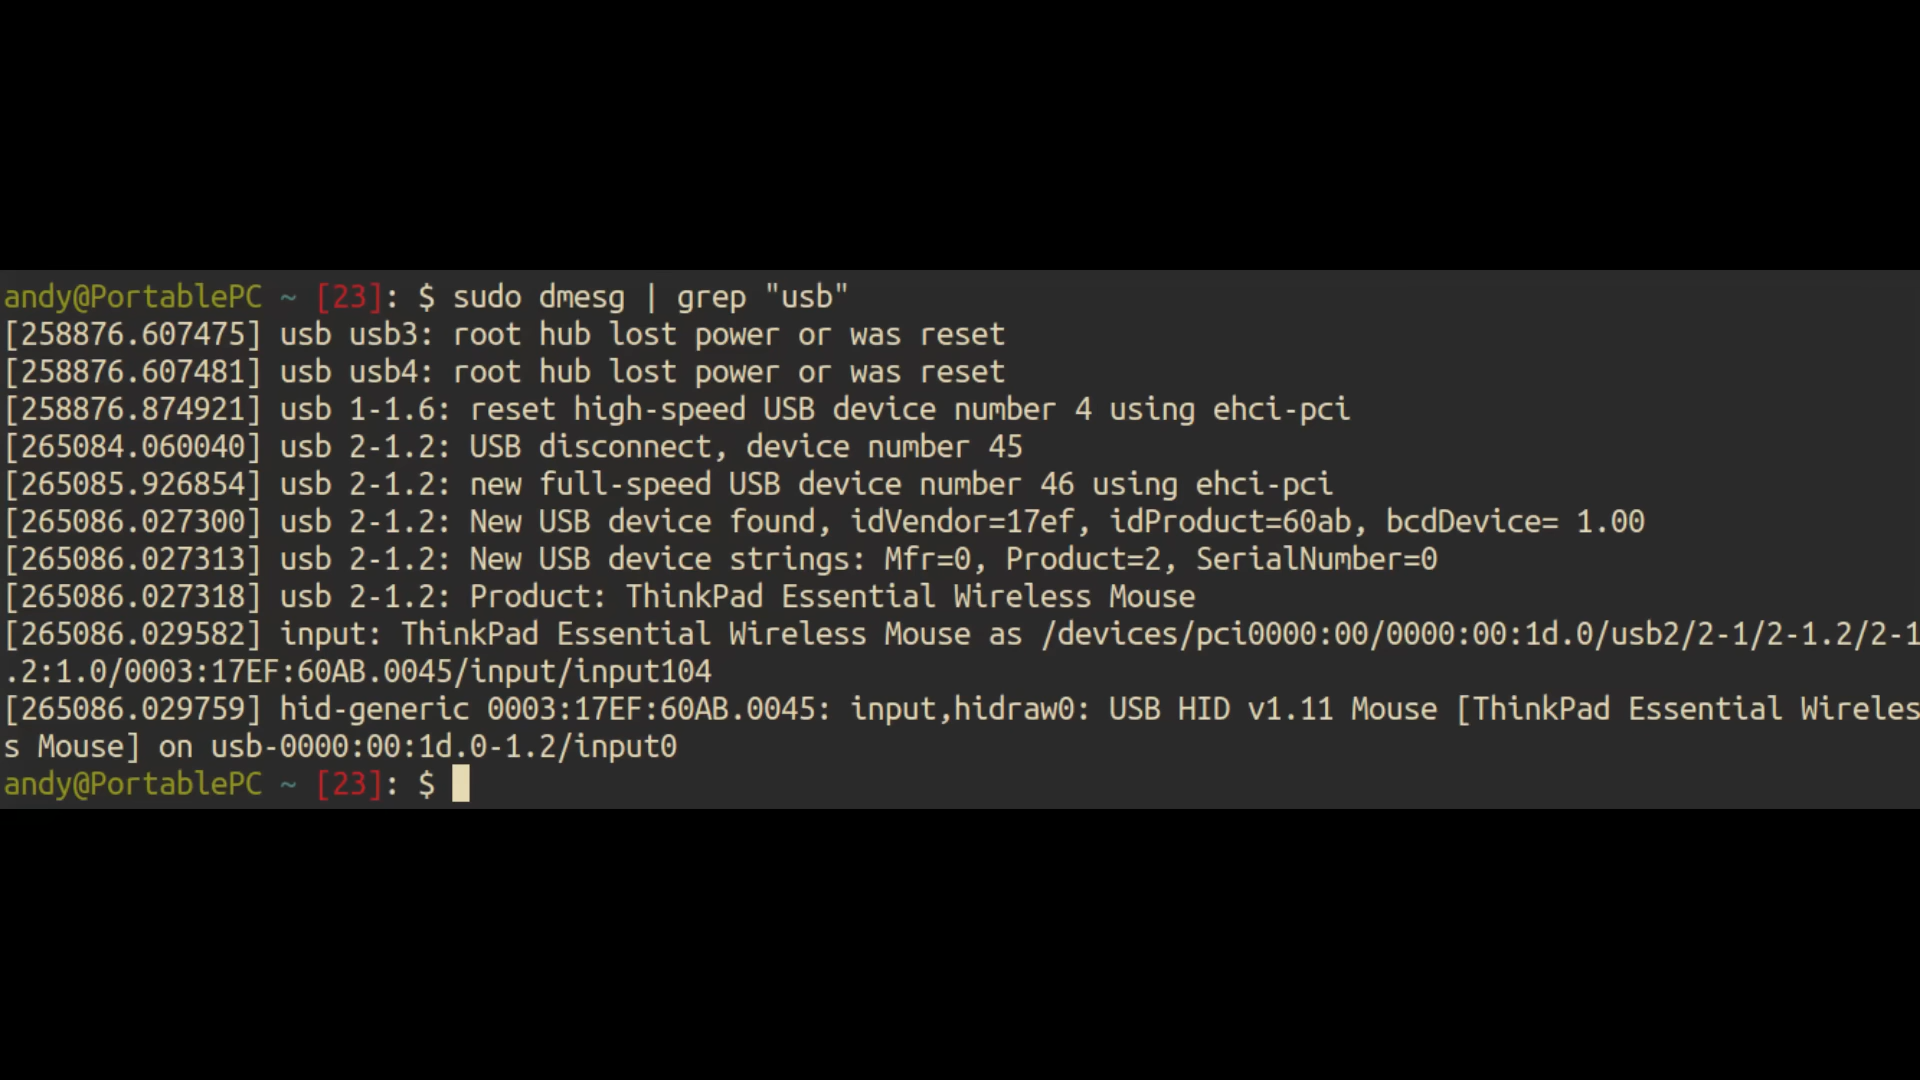 andy@PortablePC ~ [23]: $ sudo dmesg | grep "usb"
[258876.607475] usb usb3: root hub lost power or was reset
[258876.607481] usb usb4: root hub lost power or was reset
[258876.874921] usb 1-1.6: reset high-speed USB device number 4 using ehci-pci
[265084.060040] usb 2-1.2: USB disconnect, device number 45
[265085.926854] usb 2-1.2: new full-speed USB device number 46 using ehci-pci
[265086.027300] usb 2-1.2: New USB device found, idVendor=17ef, idProduct=60ab, bcdDevice= 1.00
[265086.027313] usb 2-1.2: New USB device strings: Mfr=0, Product=2, SerialNumber=0
[265086.027318] usb 2-1.2: Product: ThinkPad Essential Wireless Mouse
[265086.029582] input: ThinkPad Essential Wireless Mouse as /devices/pci0000:00/0000:00:1d.0/usb2/2-1/2-1.2/2-1
.2:1.0/0003:17EF:60AB.0045/input/input104
[265086.029759] hid-generic 0003:17EF:60AB.0045: input,hidraw0: USB HID v1.11 Mouse [ThinkPad Essential Wireles
s Mouse] on usb-0000:00:1d.0-1.2/input0
andy@PortablePC ~ [23]: $